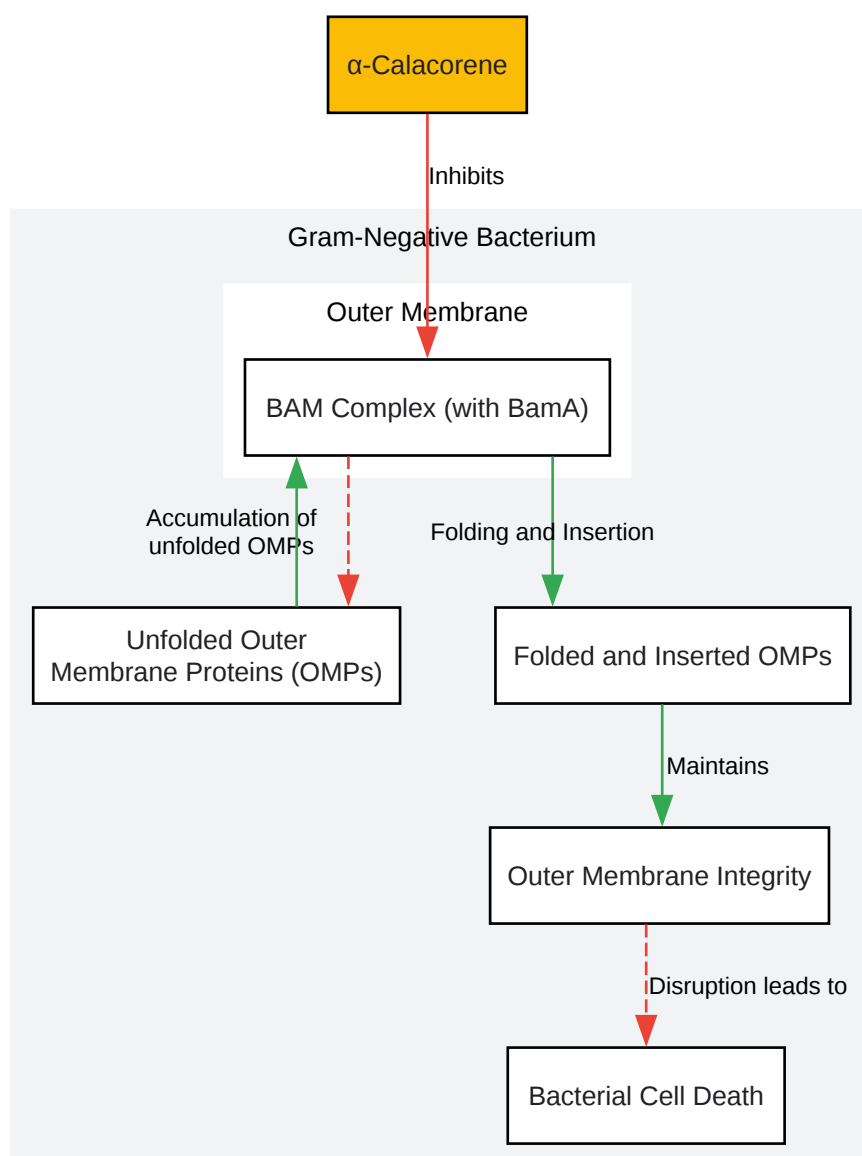 α-Calacorene
Inhibits
Gram-Negative Bacterium
Outer Membrane
BAM Complex (with BamA)
Accumulation of
unfolded OMPs
Folding and Insertion
Unfolded Outer
Membrane Proteins (OMPs)
Folded and Inserted OMPs
Maintains
Outer Membrane Integrity
Disruption leads to
Bacterial Cell Death